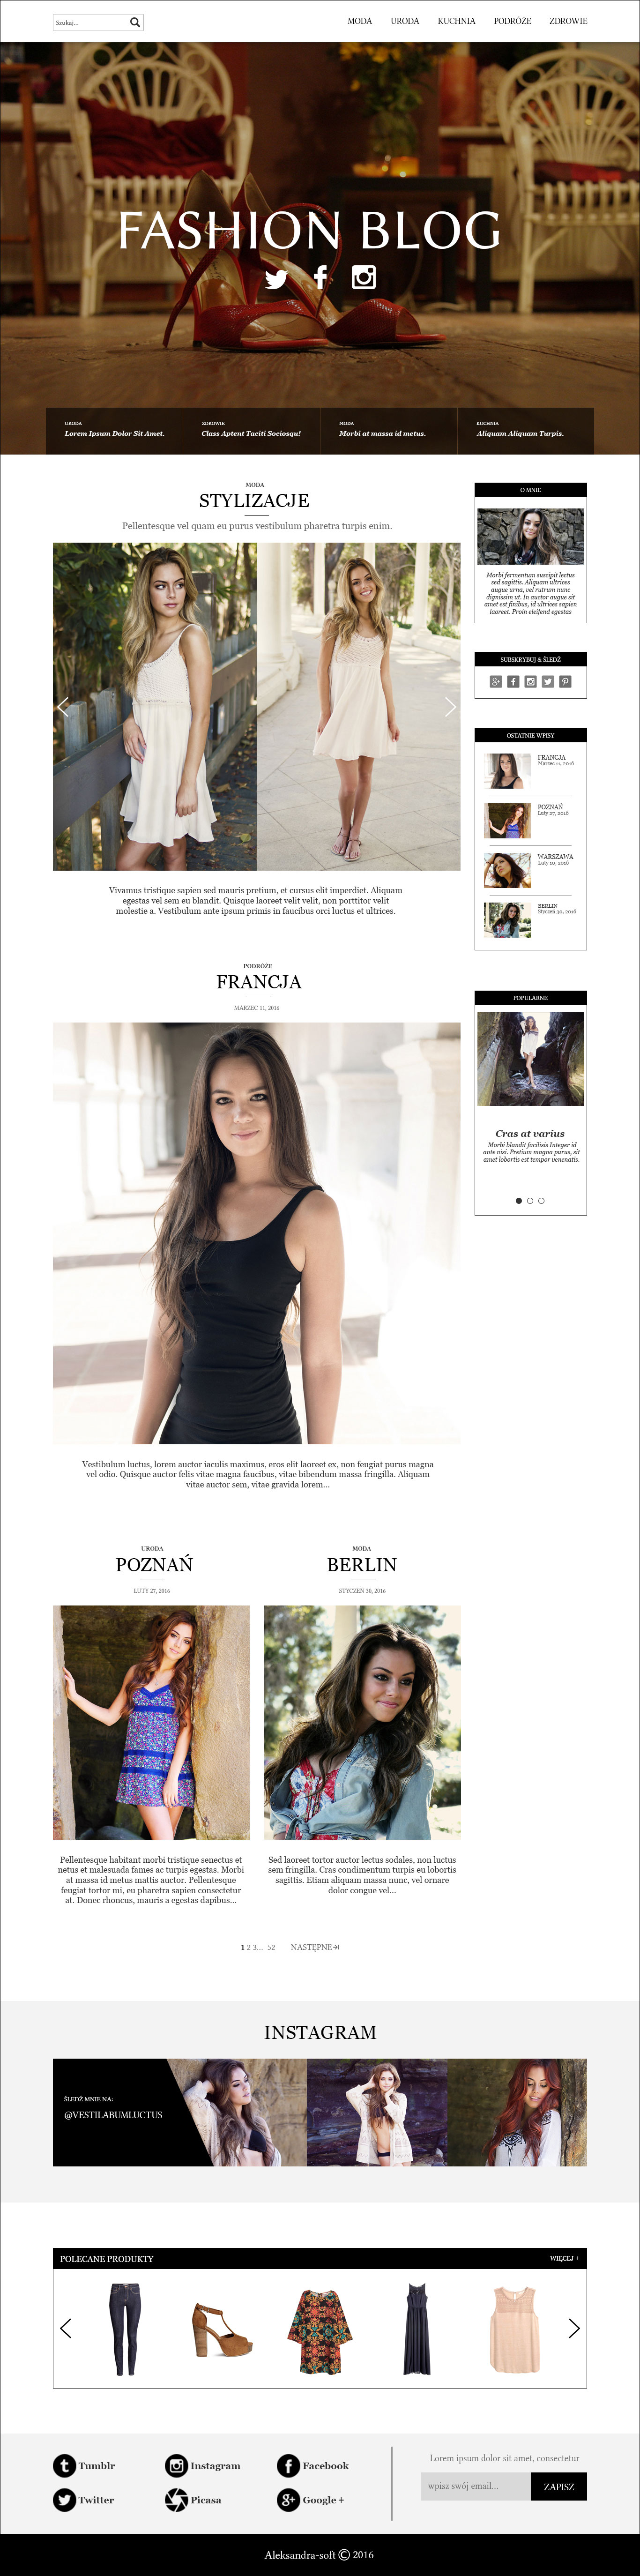 Szukaj...
MODA URODA KUCHNIA PODRÓŻE ZDROWIE
FASHION BLOG
URODA
Lorem Ipsum Dolor Sit Amet.
ZDROWIE
Class Aptent Taciti Sociosqu!
MODA
Morbi at massa id metus.
KUCHNIA
Aliquam Aliquam Turpis.
MODA
STYLIZACJE
Pellentesque vel quam eu purus vestibulum pharetra turpis enim.
Vivamus tristique sapien sed mauris pretium, et cursus elit imperdiet. Aliquam
egestas vel sem eu blandit. Quisque laoreet velit velit, non porttitor velit
molestie a. Vestibulum ante ipsum primis in faucibus orci luctus et ultrices.
PODRÓŻE
FRANCJA
MARZEC 11, 2016
Vestibulum luctus, lorem auctor iaculis maximus, eros elit laoreet ex, non feugiat purus magna
vel odio. Quisque auctor felis vitae magna faucibus, vitae bibendum massa fringilla. Aliquam
vitae auctor sem, vitae gravida lorem...
URODA
POZNAŃ
LUTY 27, 2016
Pellentesque habitant morbi tristique senectus et
netus et malesuada fames ac turpis egestas. Morbi
at massa id metus mattis auctor. Pellentesque
feugiat tortor mi, eu pharetra sapien consectetur
at. Donec rhoncus, mauris a egestas dapibus...
MODA
BERLIN
STYCZEŃ 30, 2016
Sed laoreet tortor auctor lectus sodales, non luctus
sem fringilla. Cras condimentum turpis eu lobortis
sagittis. Etiam aliquam massa nunc, vel ornare
dolor congue vel...
1 2 3... 52 NASTĘPNE
O MNIE
Morbi fermentum suscipit lectus
sed sagittis. Aliquam ultrices
augue urna, vel rutrum nunc
dignissim ut. In auctor augue sit
amet est finibus, id ultrices sapien
laoreet. Proin eleifend egestas
SUBSKRYBUJ & ŚLEDŹ
OSTATNIE WPISY
FRANCJA
Marzec 11, 2016
POZNAŃ
Luty 27, 2016
WARSZAWA
Luty 10, 2016
BERLIN
Styczeń 30, 2016
POPULARNE
Cras at varius
Morbi blandit facilisis Integer id
ante nisi. Pretium magna purus, sit
amet lobortis est tempor venenatis.
INSTAGRAM
ŚLEDŹ MNIE NA:
@VESTILABUMLUCTUS
POLECANE PRODUKTY
WIĘCEJ +
Tumblr
Instagram
Facebook
Twitter
Picasa
Google +
Lorem ipsum dolor sit amet, consectetur
wpisz swój email...
ZAPISZ
Aleksandra-soft © 2016